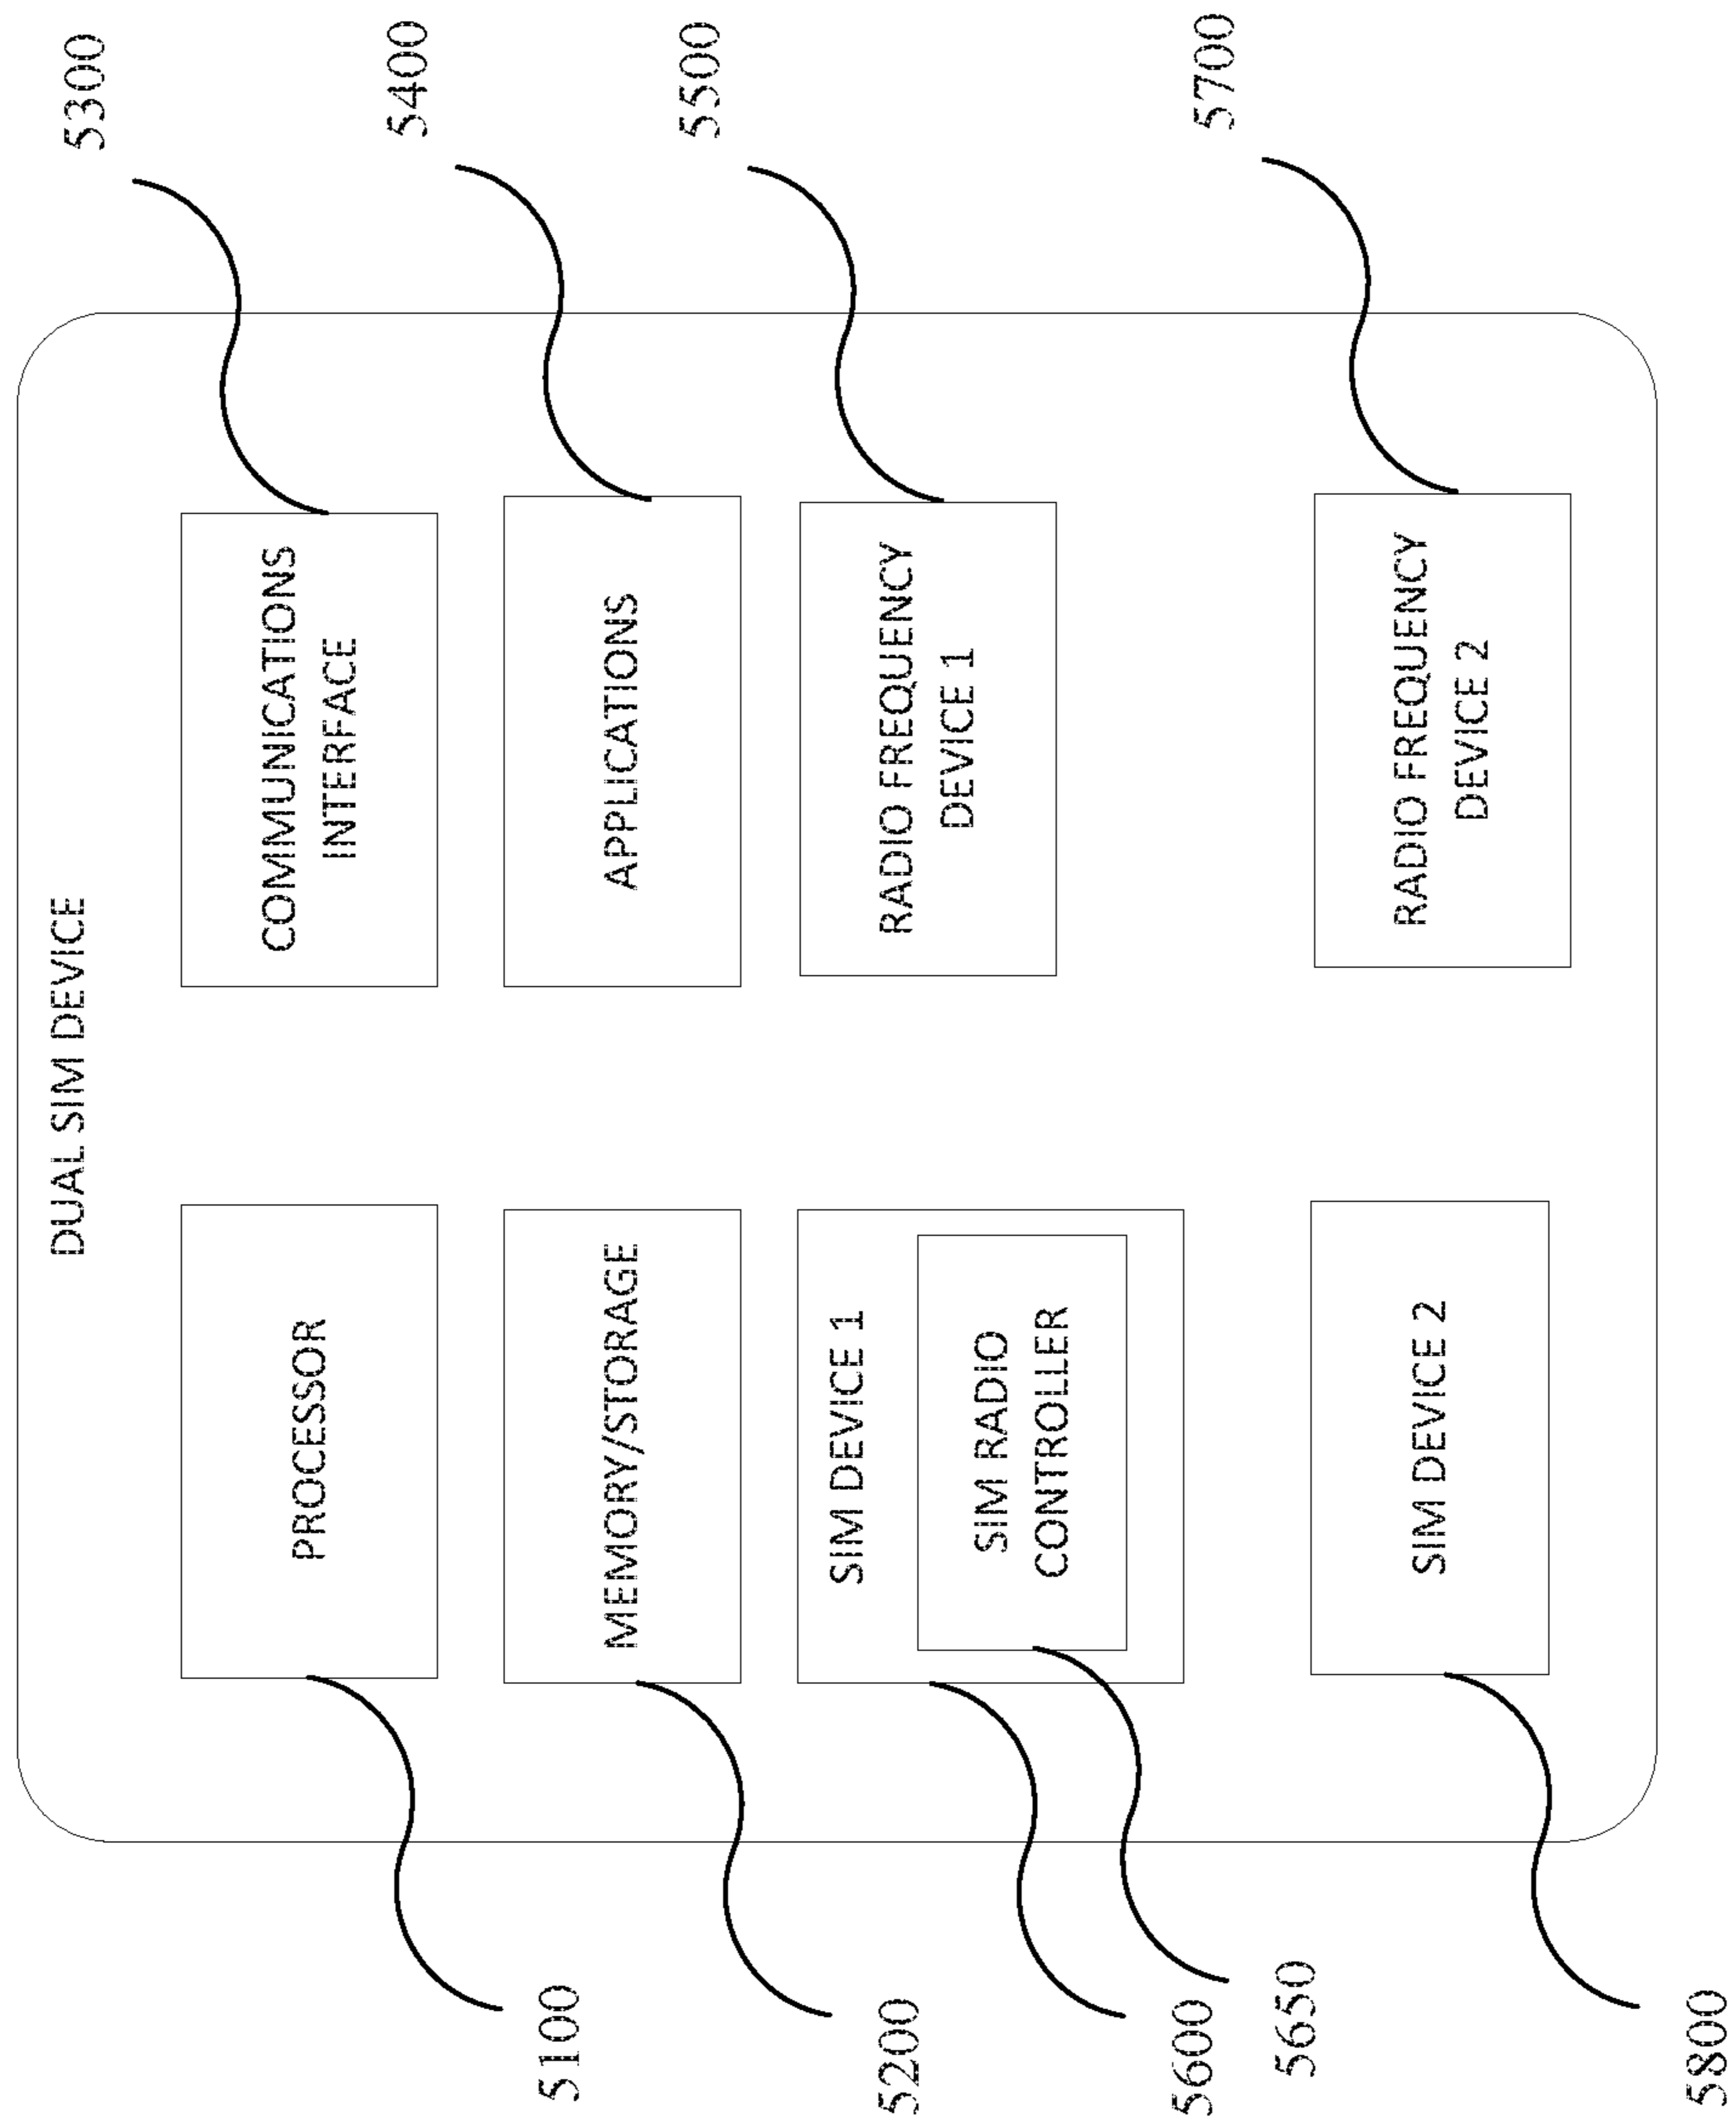 DUAL SIM DEVICE
5100
PROCESSOR
COMMUNICATIONS
INTERFACE
5300
5200
MEMORY/STORAGE
APPLICATIONS
5400
5600
SIM DEVICE 1
SIM RADIO
CONTROLLER
5650
RADIO FREQUENCY
DEVICE 1
5500
5800
SIM DEVICE 2
RADIO FREQUENCY
DEVICE 2
5700